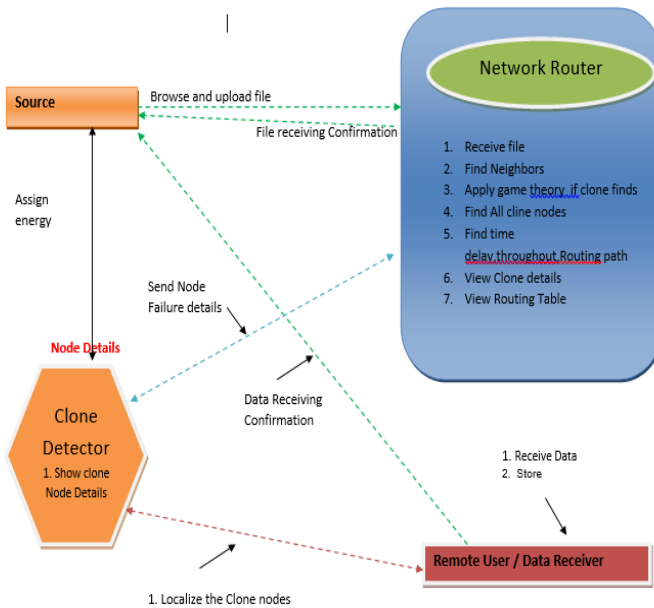 Network Router
Source
Browse and upload file
File receiving Confirmation
1. Receive file
2. Find Neighbors
3. Apply game theory if clone finds
4. Find All cline nodes
5. Find time
delay,throughput,Routing path
6. View Clone details
7. View Routing Table
Assign
energy
Send Node
Failure details
Node Details
Clone
Detector
1. Show clone
Node Details
Data Receiving
Confirmation
1. Receive Data
2. Store
Remote User / Data Receiver
1. Localize the Clone nodes